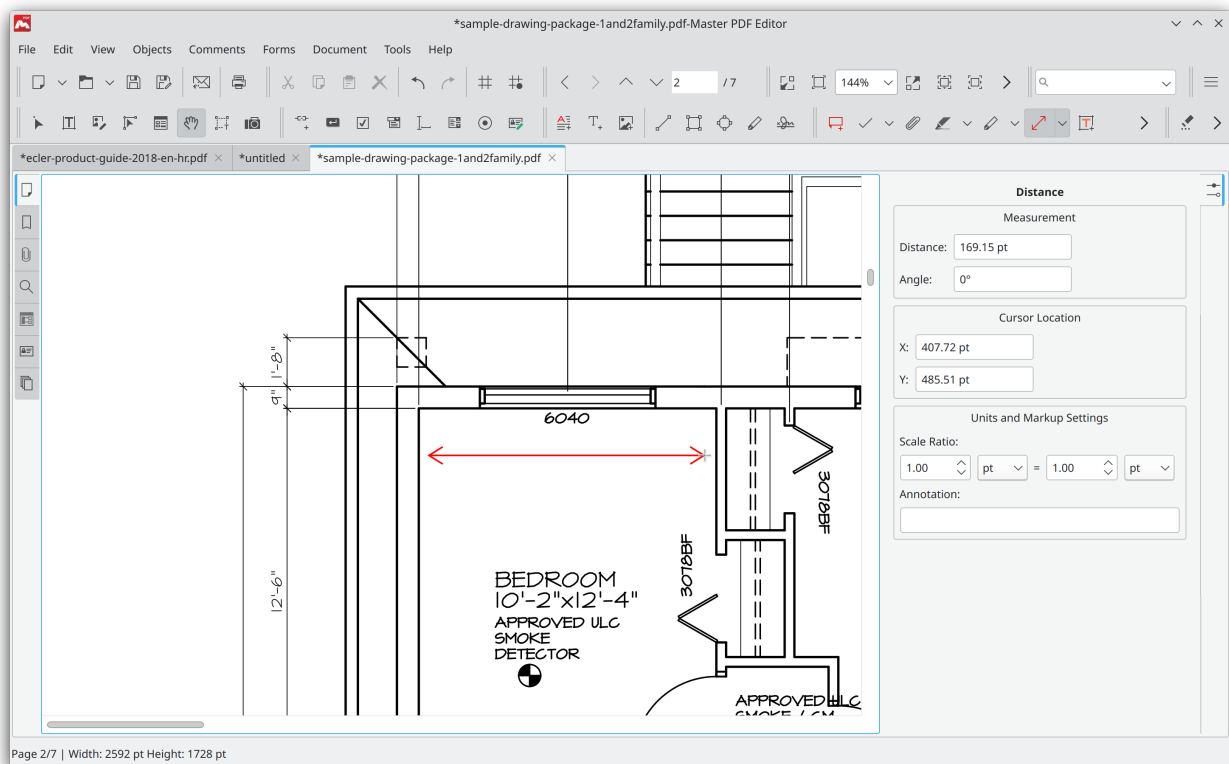 *sample-drawing-package-1and2family.pdf-Master PDF Editor
File Edit View Objects Comments Forms Document Tools Help
2 / 7 144%
*ecler-product-guide-2018-en-hr.pdf *untitled *sample-drawing-package-1and2family.pdf
Distance
Measurement
Distance: 169.15 pt
Angle: 0°
Cursor Location
X: 407.72 pt
Y: 485.51 pt
Units and Markup Settings
Scale Ratio:
1.00 pt = 1.00 pt
Annotation:
1'-8"
9"
6040
3078BF
12'-6"
3078BF
BEDROOM
10'-2"x12'-4"
APPROVED ULC
SMOKE
DETECTOR
APPROVED ULC
SMOKE / CM
Page 2/7 | Width: 2592 pt Height: 1728 pt